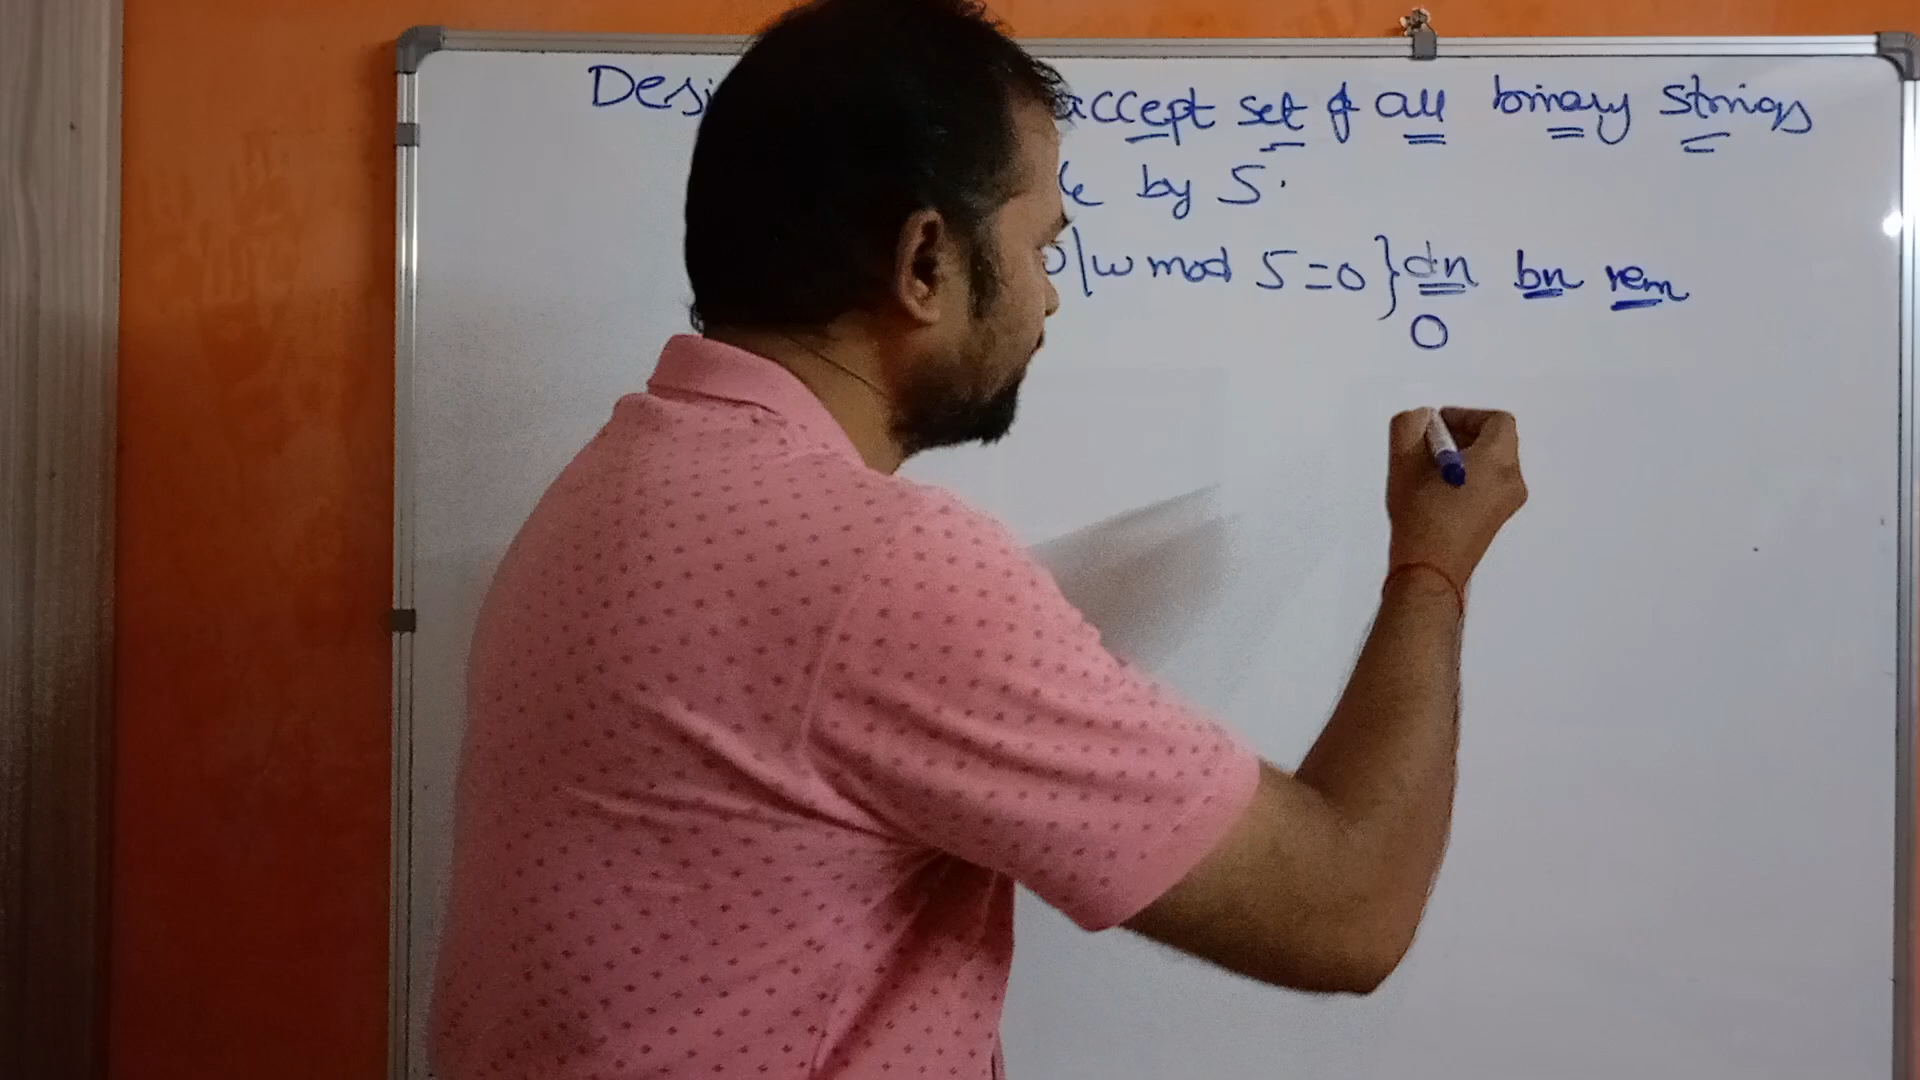 Desi accept set of all binary strings
by 5.
|w mod 5=0} dn bn rem
0